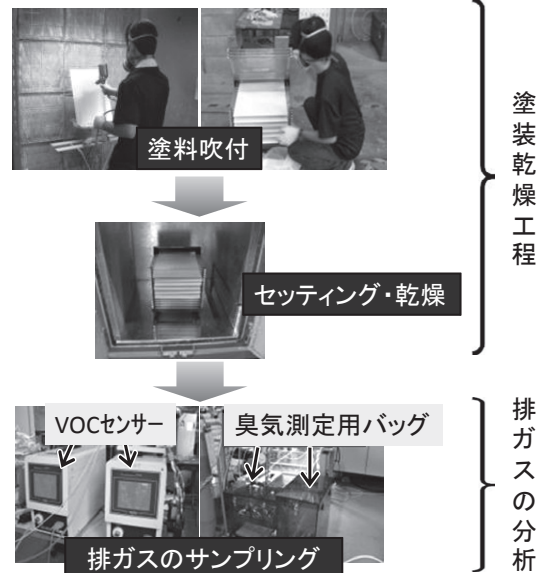 塗料吹付
セッティング・乾燥
塗装乾燥工程
VOCセンサー
臭気測定用バッグ
排ガスのサンプリング
排ガスの分析